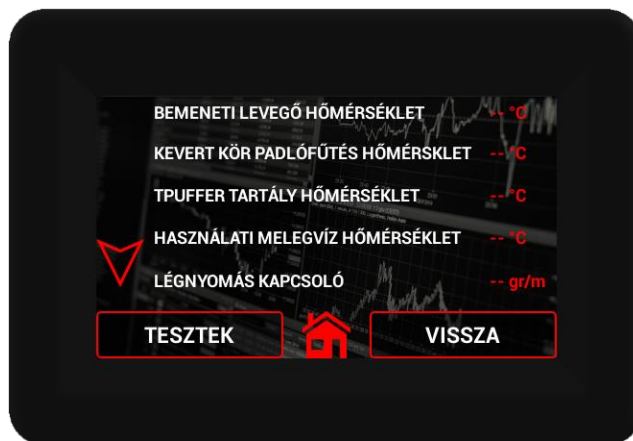 BEMENETI LEVEGŐ HŐMÉRSÉKLET -- °C
KEVERT KÖR PADLÓFŰTÉS HŐMÉRSKLET -- °C
TPUFFER TARTÁLY HŐMÉRSÉKLET -- °C
HASZNÁLATI MELEGVÍZ HŐMÉRSÉKLET -- °C
LÉGNYOMÁS KAPCSOLÓ -- gr/m
TESZTEK VISSZA